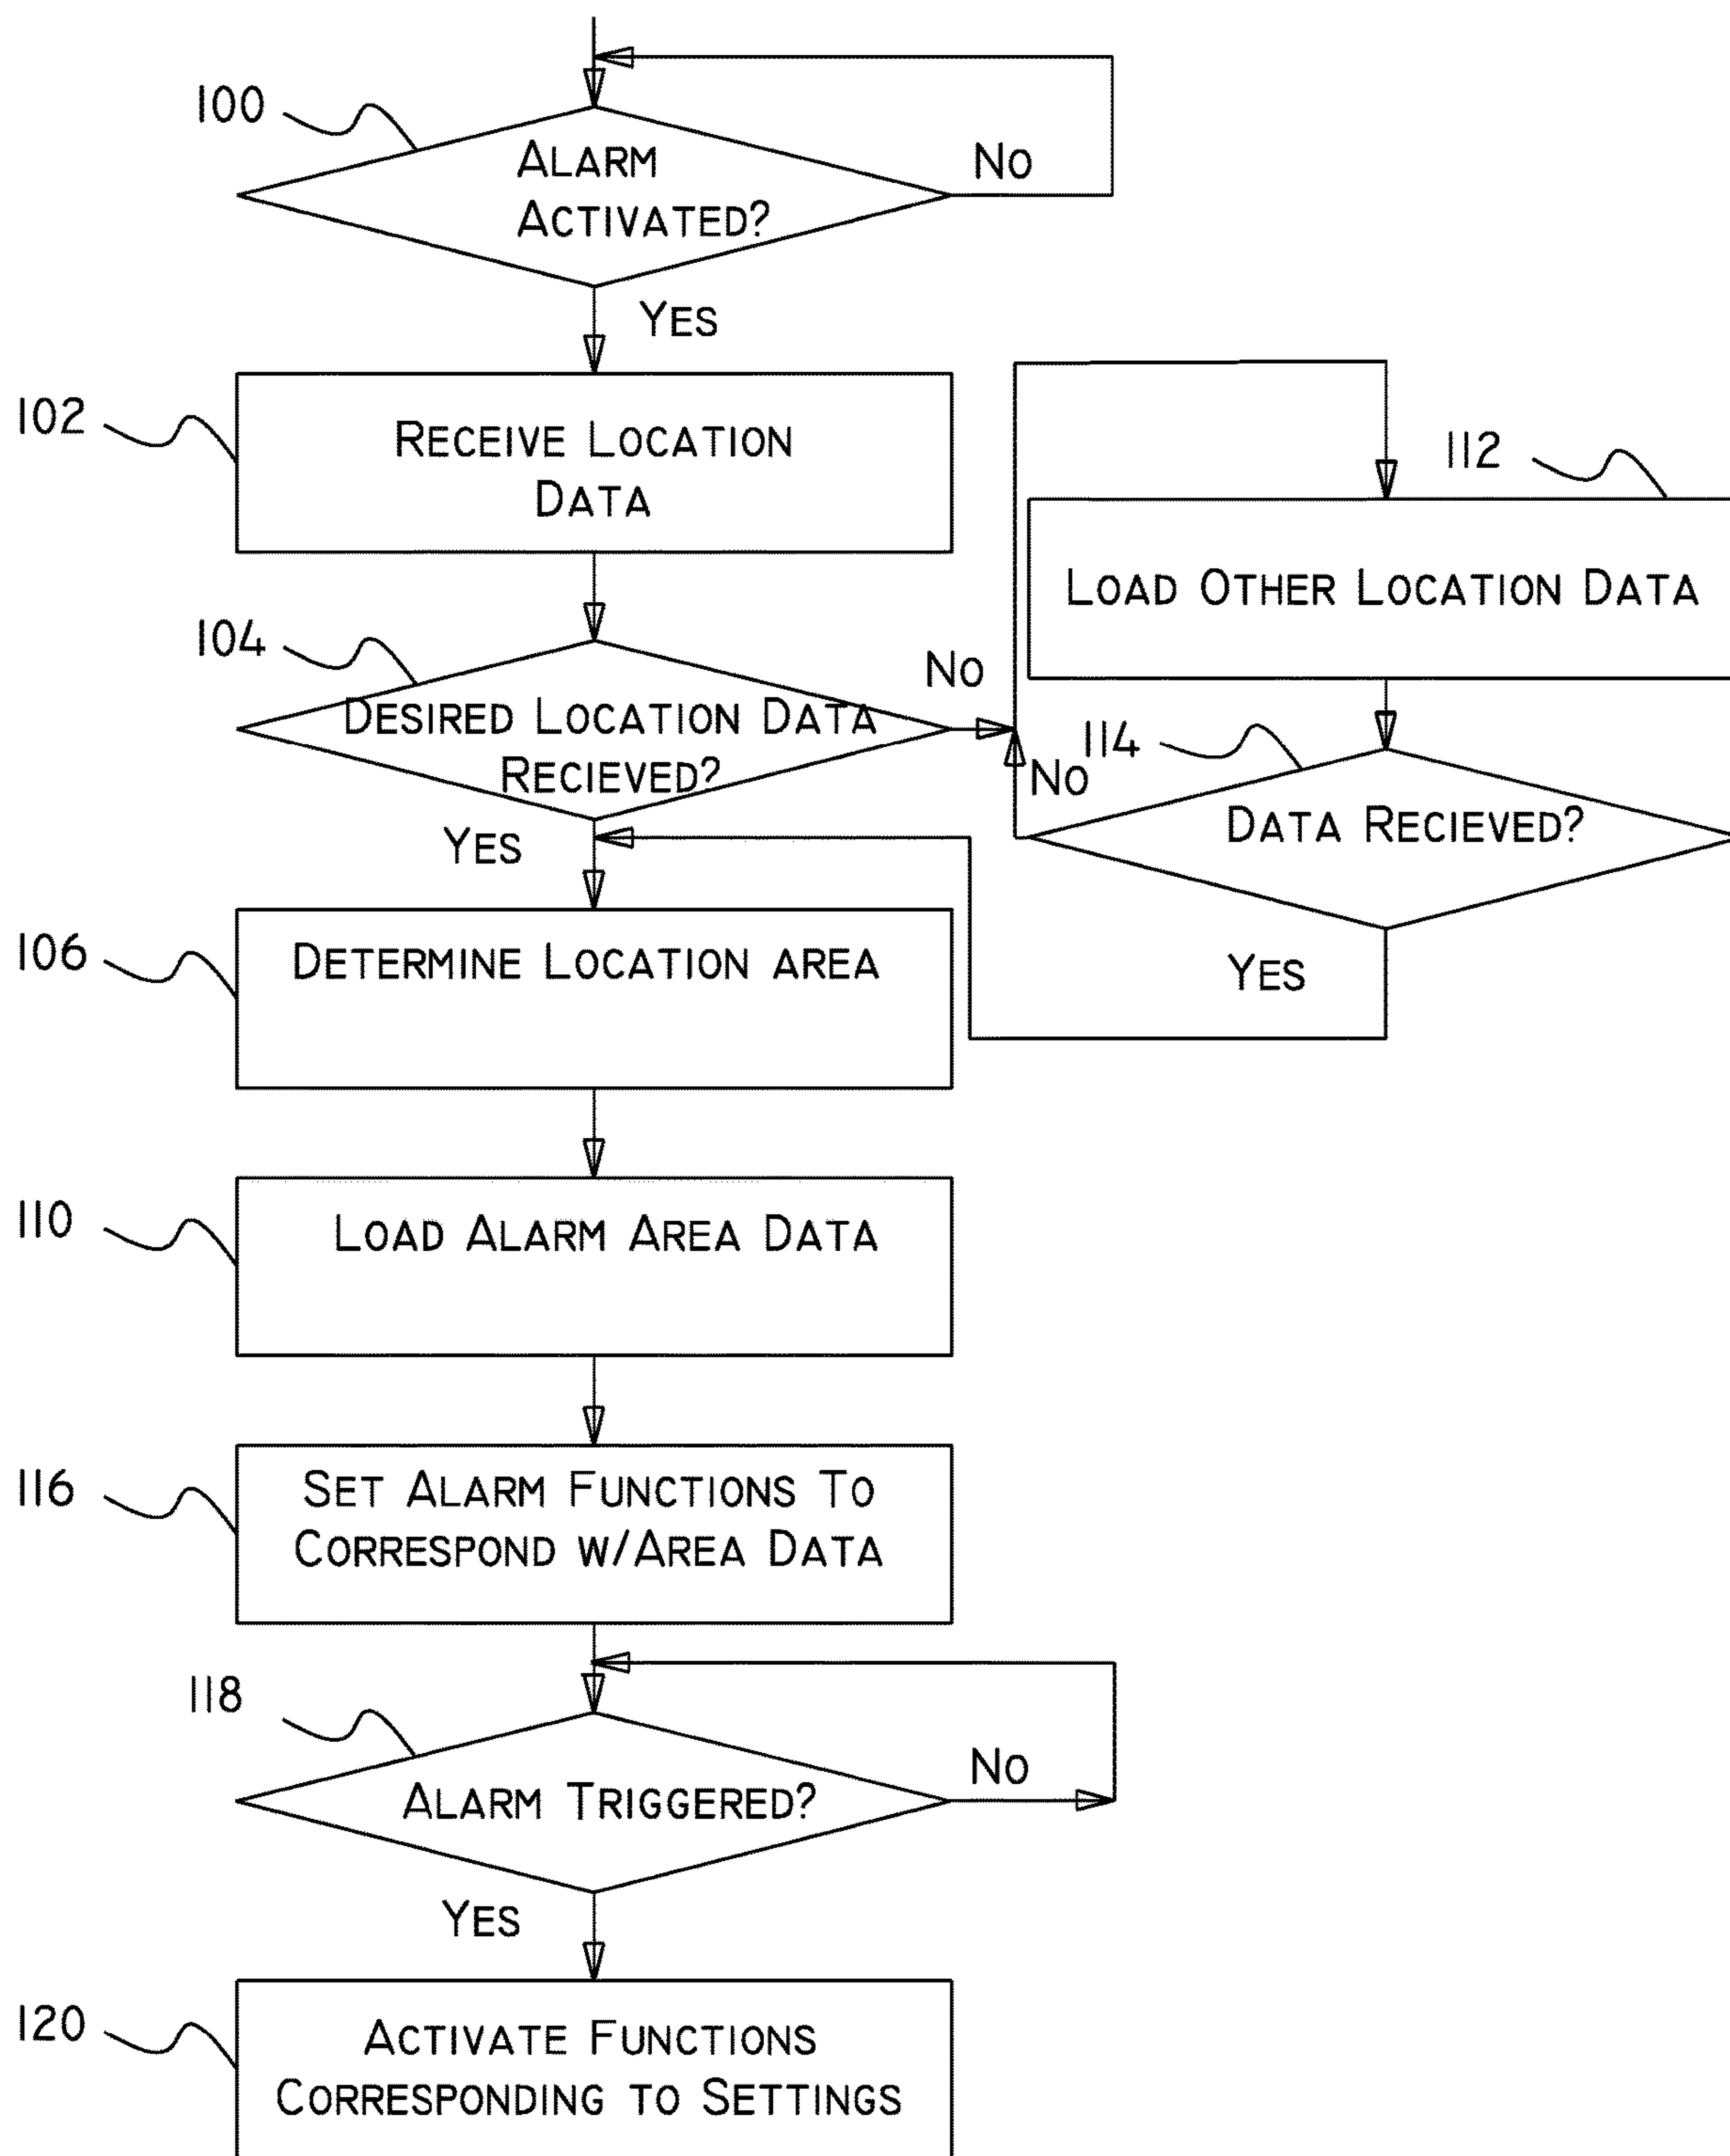 100
ALARM
ACTIVATED?
NO
YES
102
RECEIVE LOCATION
DATA
112
LOAD OTHER LOCATION DATA
104
DESIRED LOCATION DATA
RECIEVED?
NO
114
NO
DATA RECIEVED?
YES
YES
106
DETERMINE LOCATION AREA
110
LOAD ALARM AREA DATA
116
SET ALARM FUNCTIONS TO
CORRESPOND W/AREA DATA
118
ALARM TRIGGERED?
NO
YES
120
ACTIVATE FUNCTIONS
CORRESPONDING TO SETTINGS